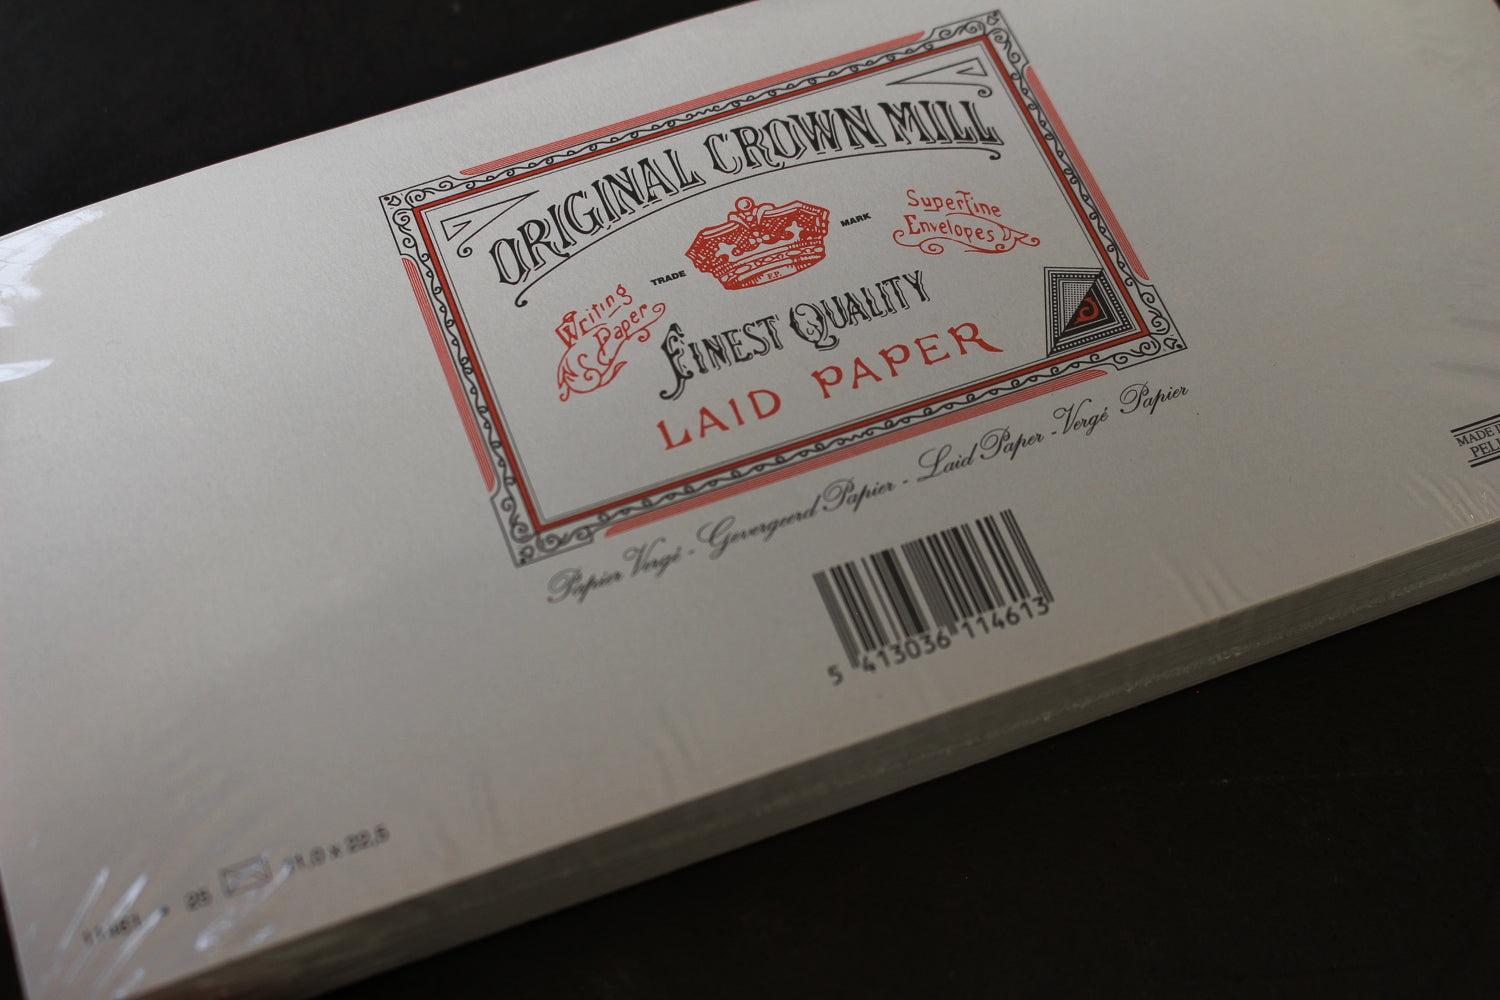 ORIGINAL CROWN MILL
TRADE MARK
F.P.
Writing Paper
Superfine Envelopes
FINEST QUALITY
LAID PAPER
Papier Vergé - Gevergeerd Papier - Laid Paper - Vergé Papier
5 413036 114613
MADE
25